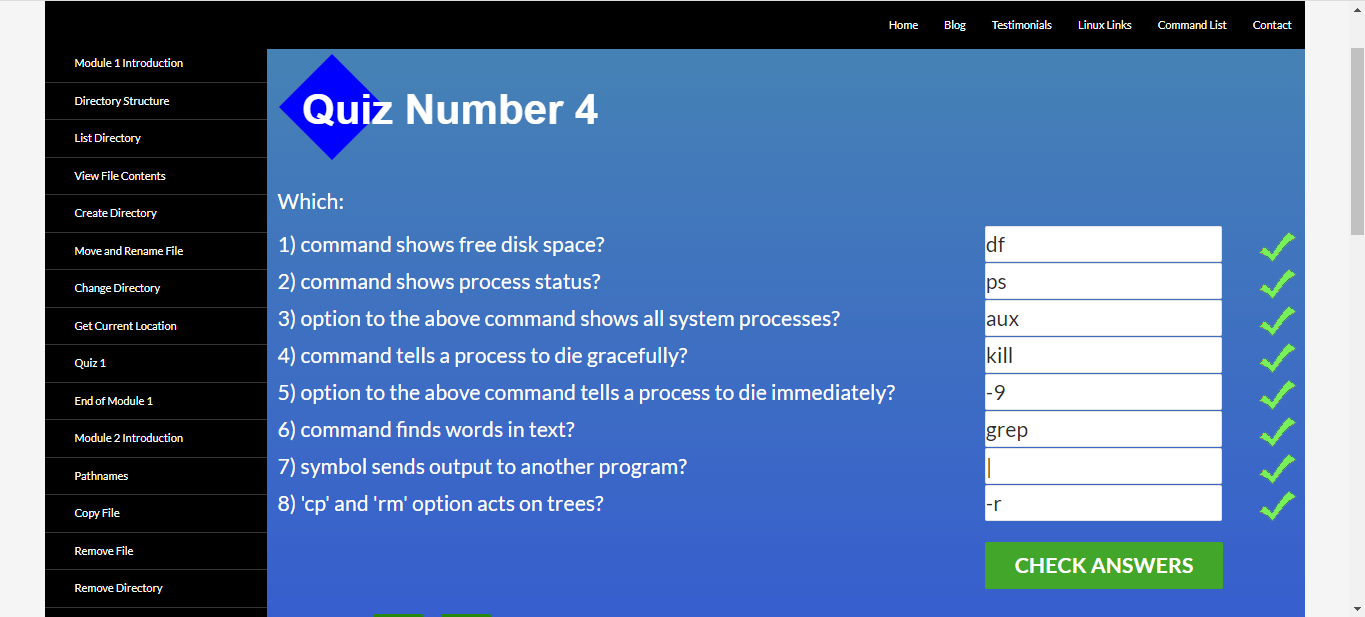 Home Blog Testimonials Linux Links Command List Contact
Module 1 Introduction
Directory Structure
List Directory
View File Contents
Create Directory
Move and Rename File
Change Directory
Get Current Location
Quiz 1
End of Module 1
Module 2 Introduction
Pathnames
Copy File
Remove File
Remove Directory
Quiz Number 4
Which:
1) command shows free disk space? df
2) command shows process status? ps
3) option to the above command shows all system processes? aux
4) command tells a process to die gracefully? kill
5) option to the above command tells a process to die immediately? -9
6) command finds words in text? grep
7) symbol sends output to another program? |
8) 'cp' and 'rm' option acts on trees? -r
CHECK ANSWERS